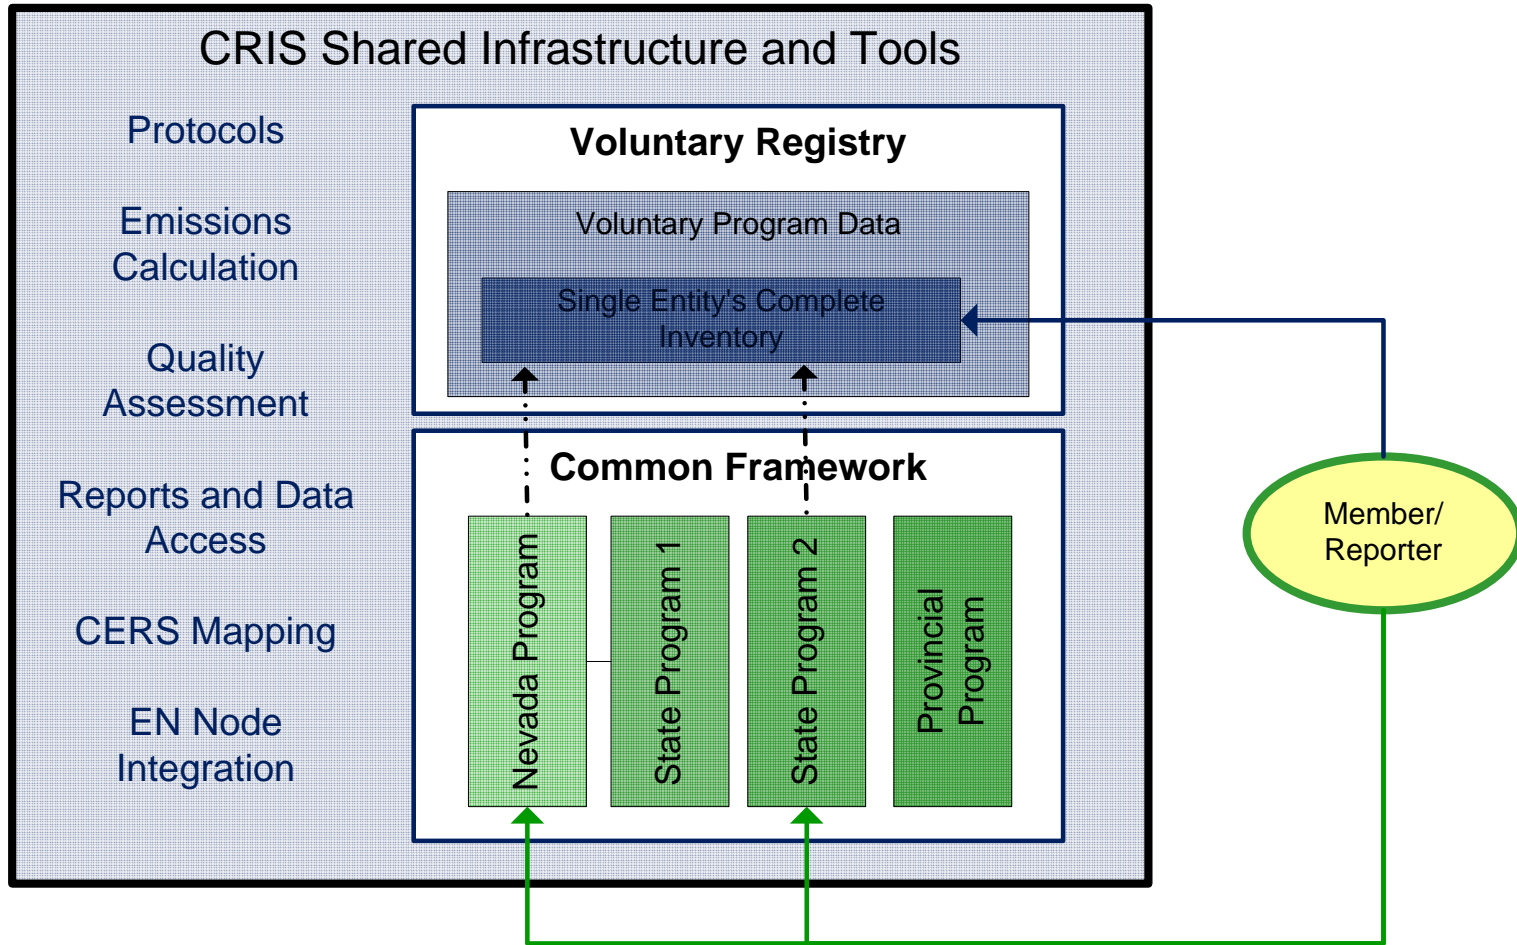 CRIS Shared Infrastructure and Tools
Protocols
Emissions
Calculation
Quality
Assessment
Reports and Data
Access
CERS Mapping
EN Node
Integration
Voluntary Registry
Voluntary Program Data
Single Entity's Complete
Inventory
Common Framework
Nevada Program
State Program 1
State Program 2
Provincial
Program
Member/
Reporter